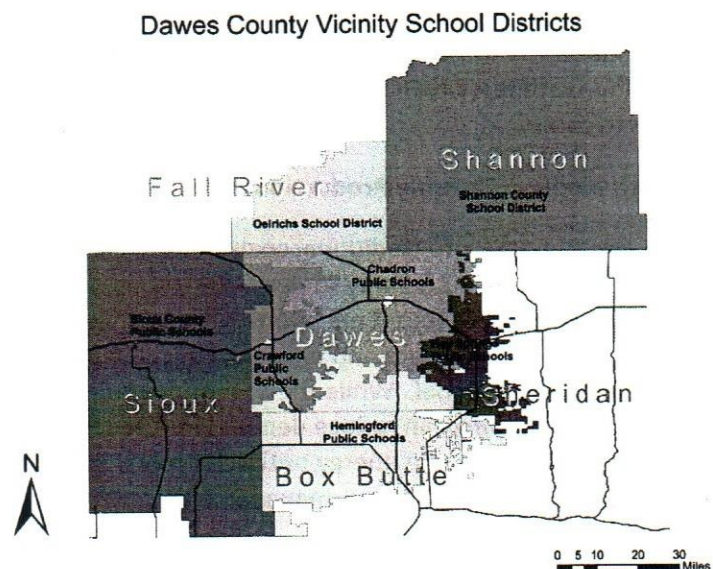 Dawes County Vicinity School Districts
Shannon
Fall River
Shannon County
School District
Oelrichs School District
Chadron
Public Schools
Sioux County
Public Schools
Dawes
Crawford
Public
Schools
Schools
Sioux
Sheridan
Hemingford
Public Schools
Box Butte
N
0 5 10 20 30
Miles